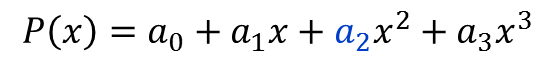 P(x) = a₀ + a₁x + a₂x² + a₃x³